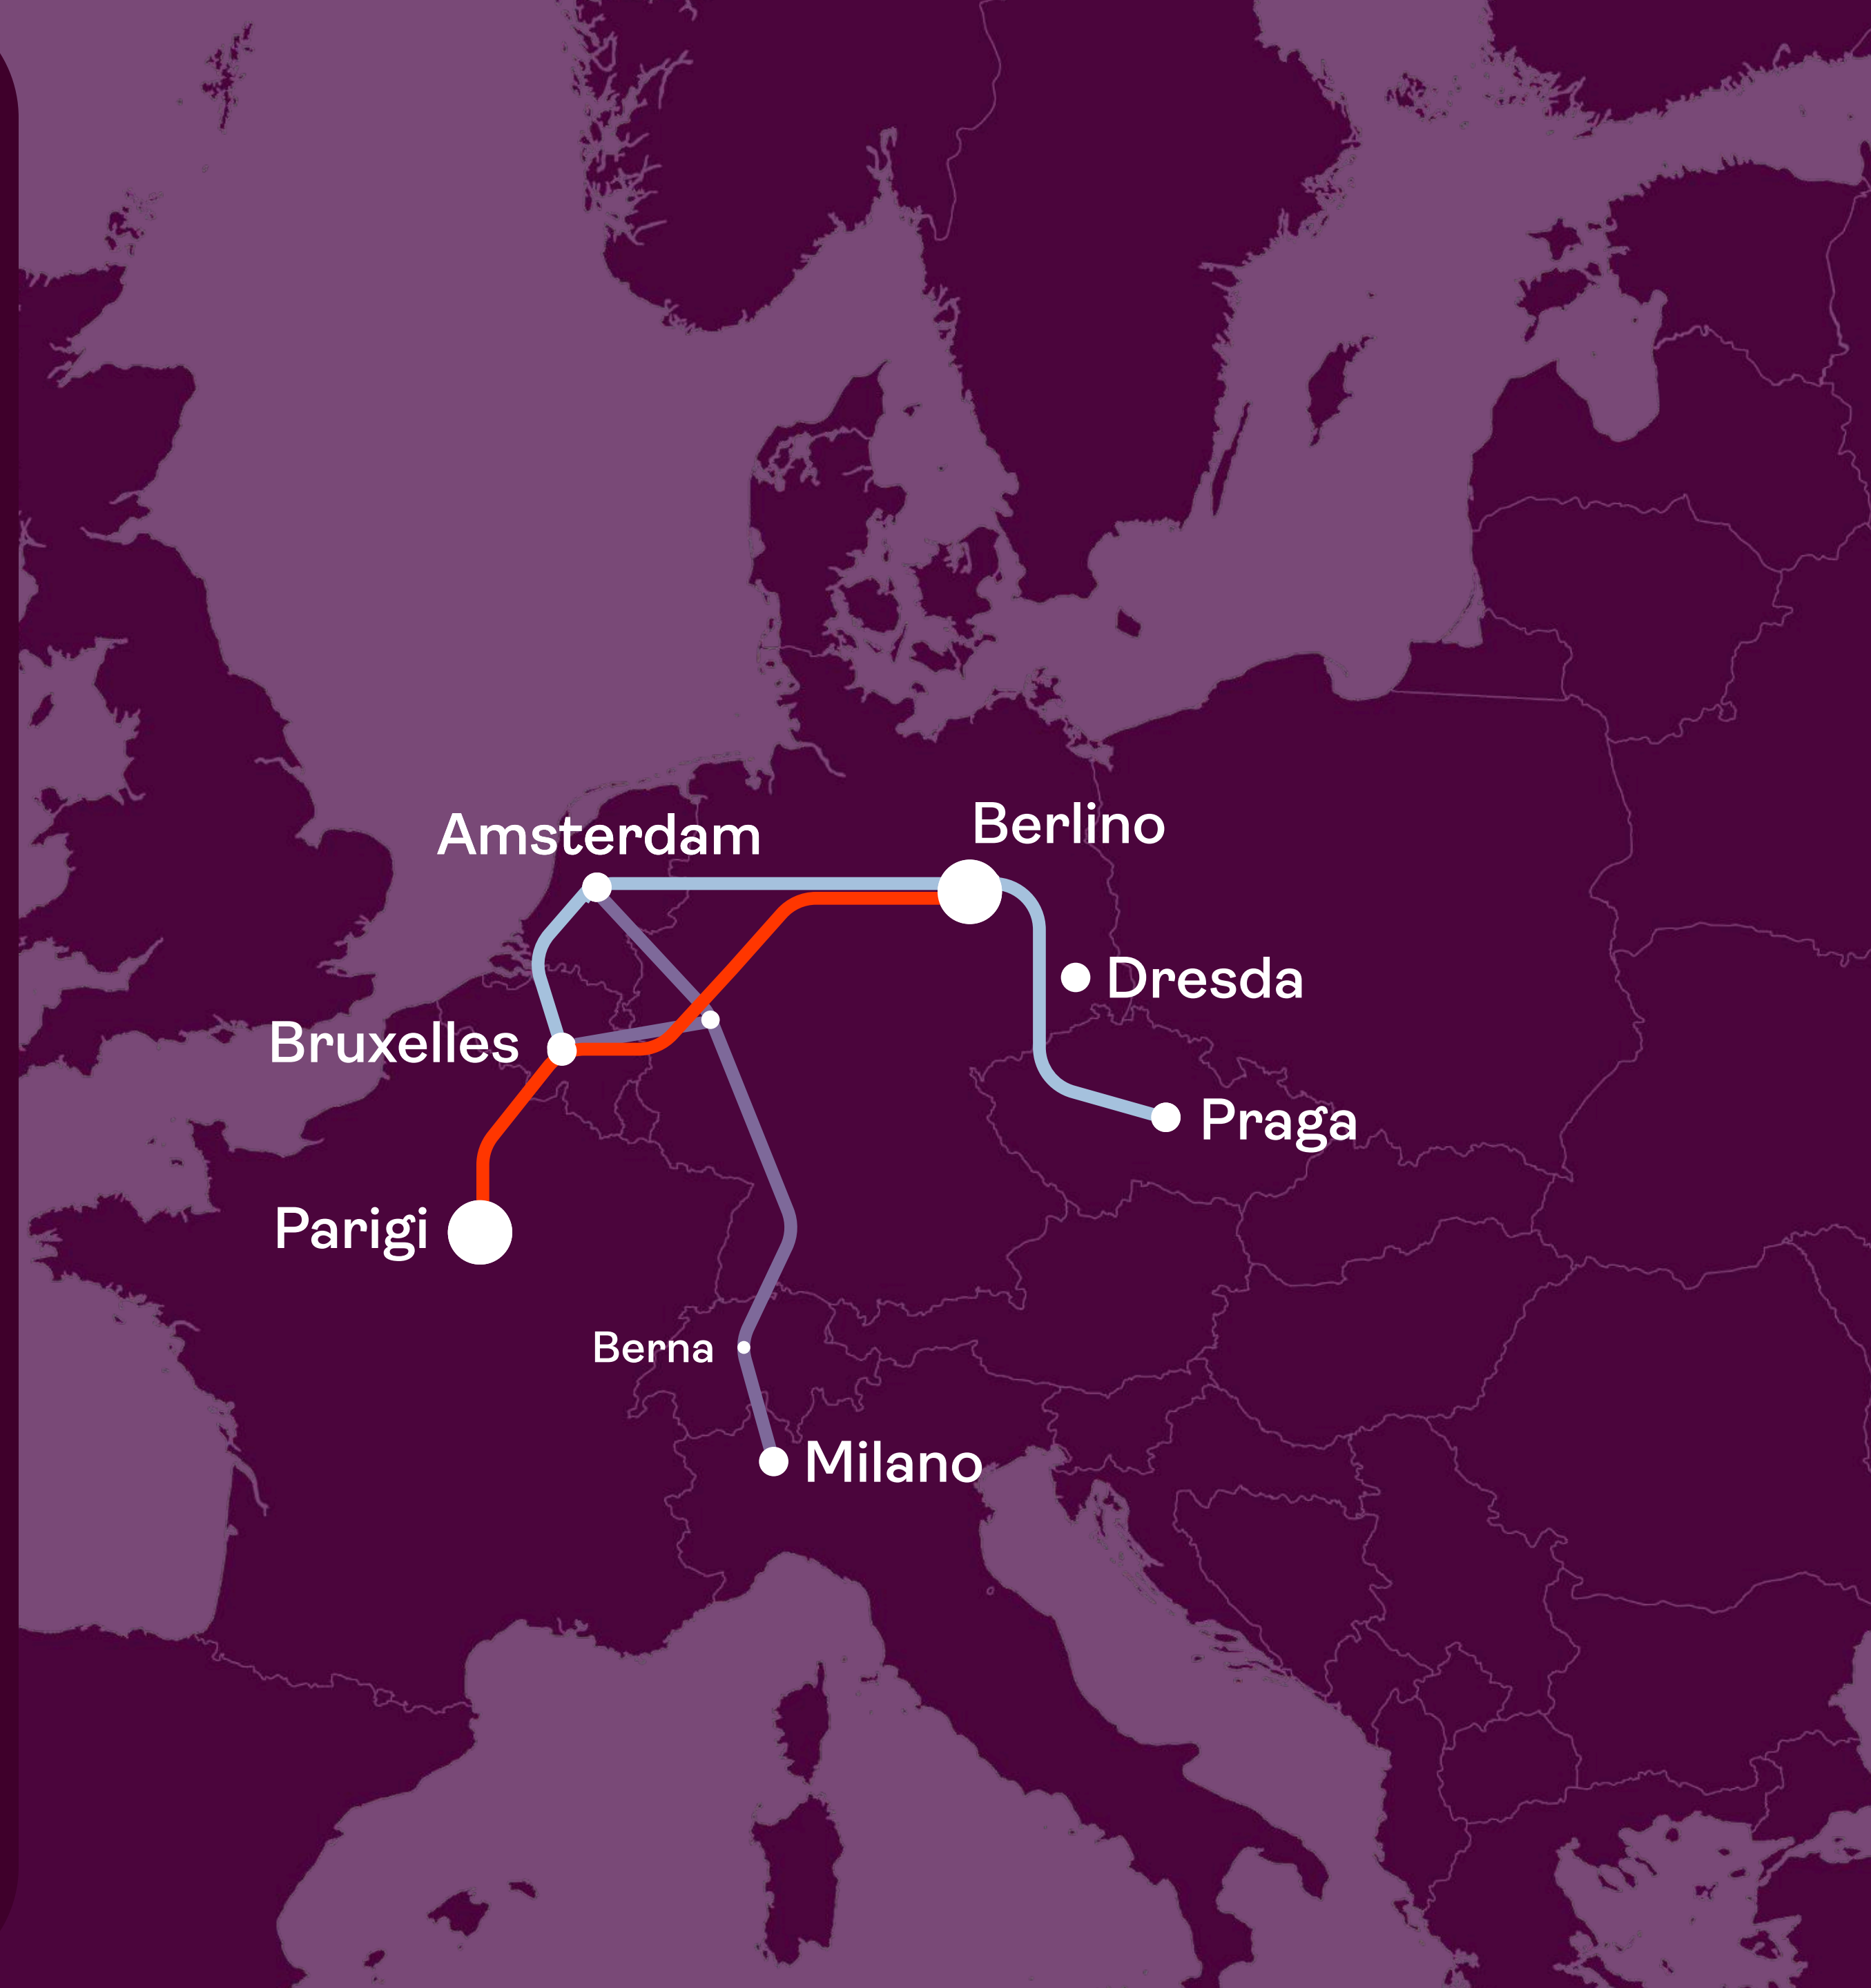 Berlino
Amsterdam
Dresda
Bruxelles
Praga
Parigi
Berna
Milano